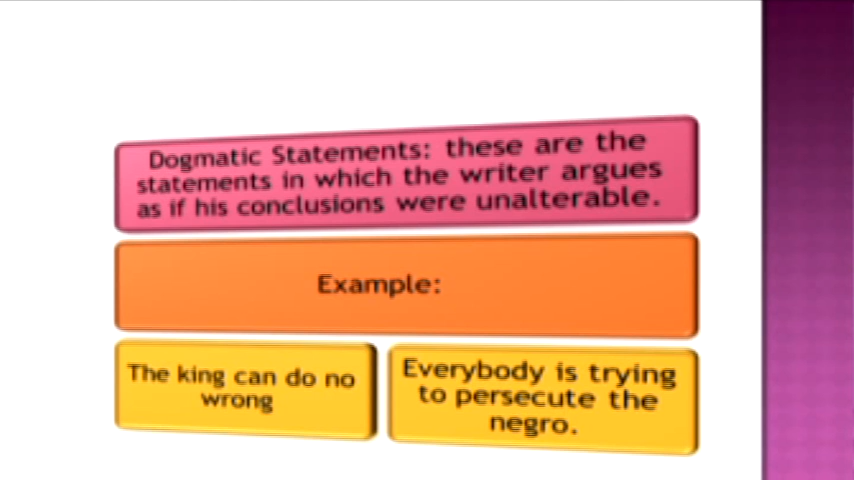 Dogmatic Statements: these are the
statements in which the writer argues
as if his conclusions were unalterable.
Example:
The king can do no
wrong
Everybody is trying
to persecute the
negro.